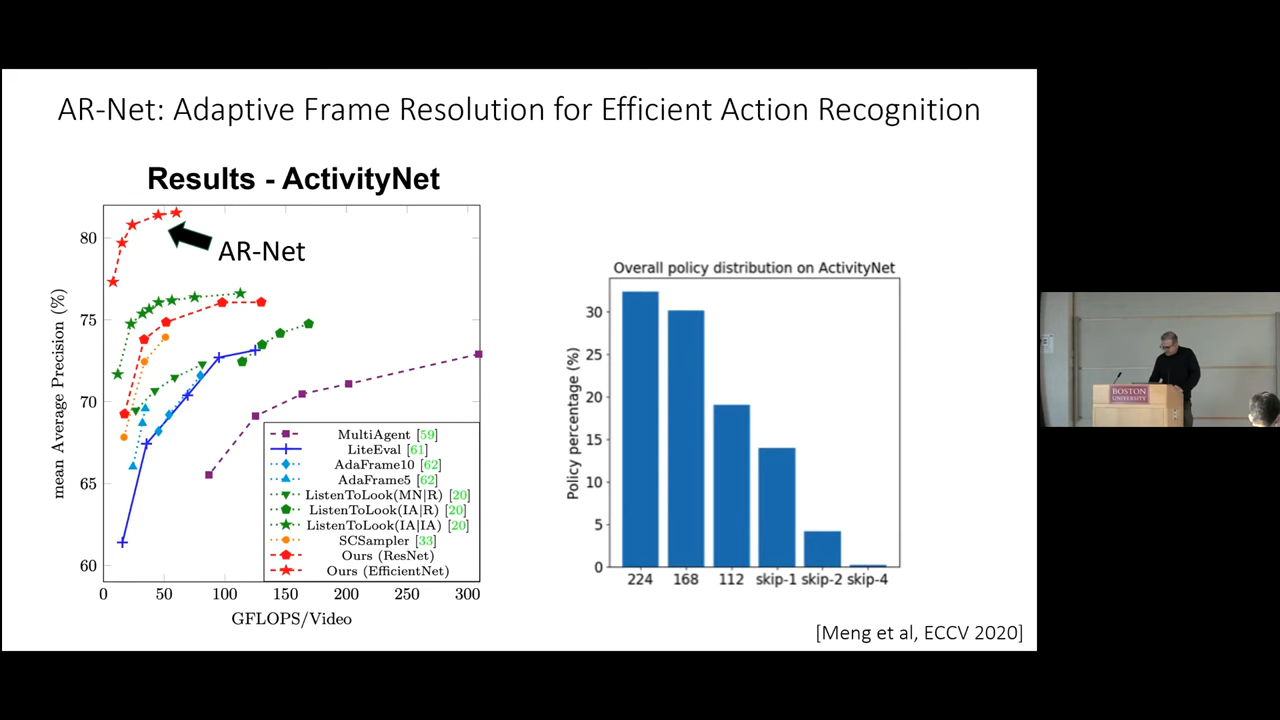 AR-Net: Adaptive Frame Resolution for Efficient Action Recognition
Results - ActivityNet
AR-Net
mean Average Precision (%)
80
75
70
65
60
0 50 100 150 200 250 300
GFLOPS/Video
MultiAgent [59]
LiteEval [61]
AdaFrame10 [62]
AdaFrame5 [62]
ListenToLook(MN|R) [20]
ListenToLook(IA|R) [20]
ListenToLook(IA|IA) [20]
SCSampler [33]
Ours (ResNet)
Ours (EfficientNet)
Overall policy distribution on ActivityNet
Policy percentage (%)
30
25
20
15
10
5
0
224 168 112 skip-1 skip-2 skip-4
[Meng et al, ECCV 2020]
BOSTON
UNIVERSITY